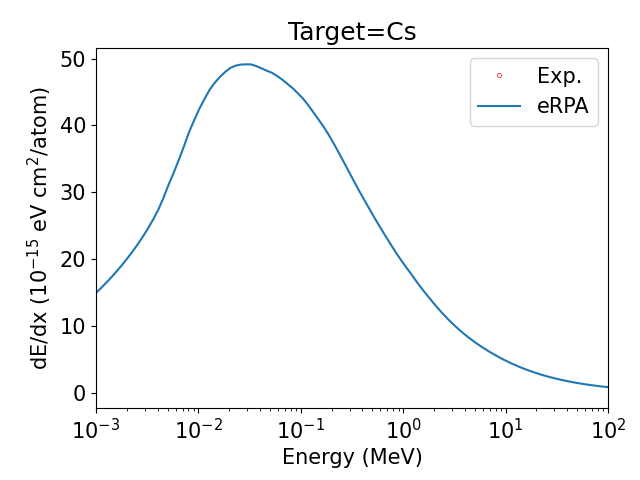 Target=Cs
Exp.
eRPA
dE/dx (10⁻¹⁵ eV cm²/atom)
50
40
30
20
10
0
10⁻³ 10⁻² 10⁻¹ 10⁰ 10¹ 10²
Energy (MeV)